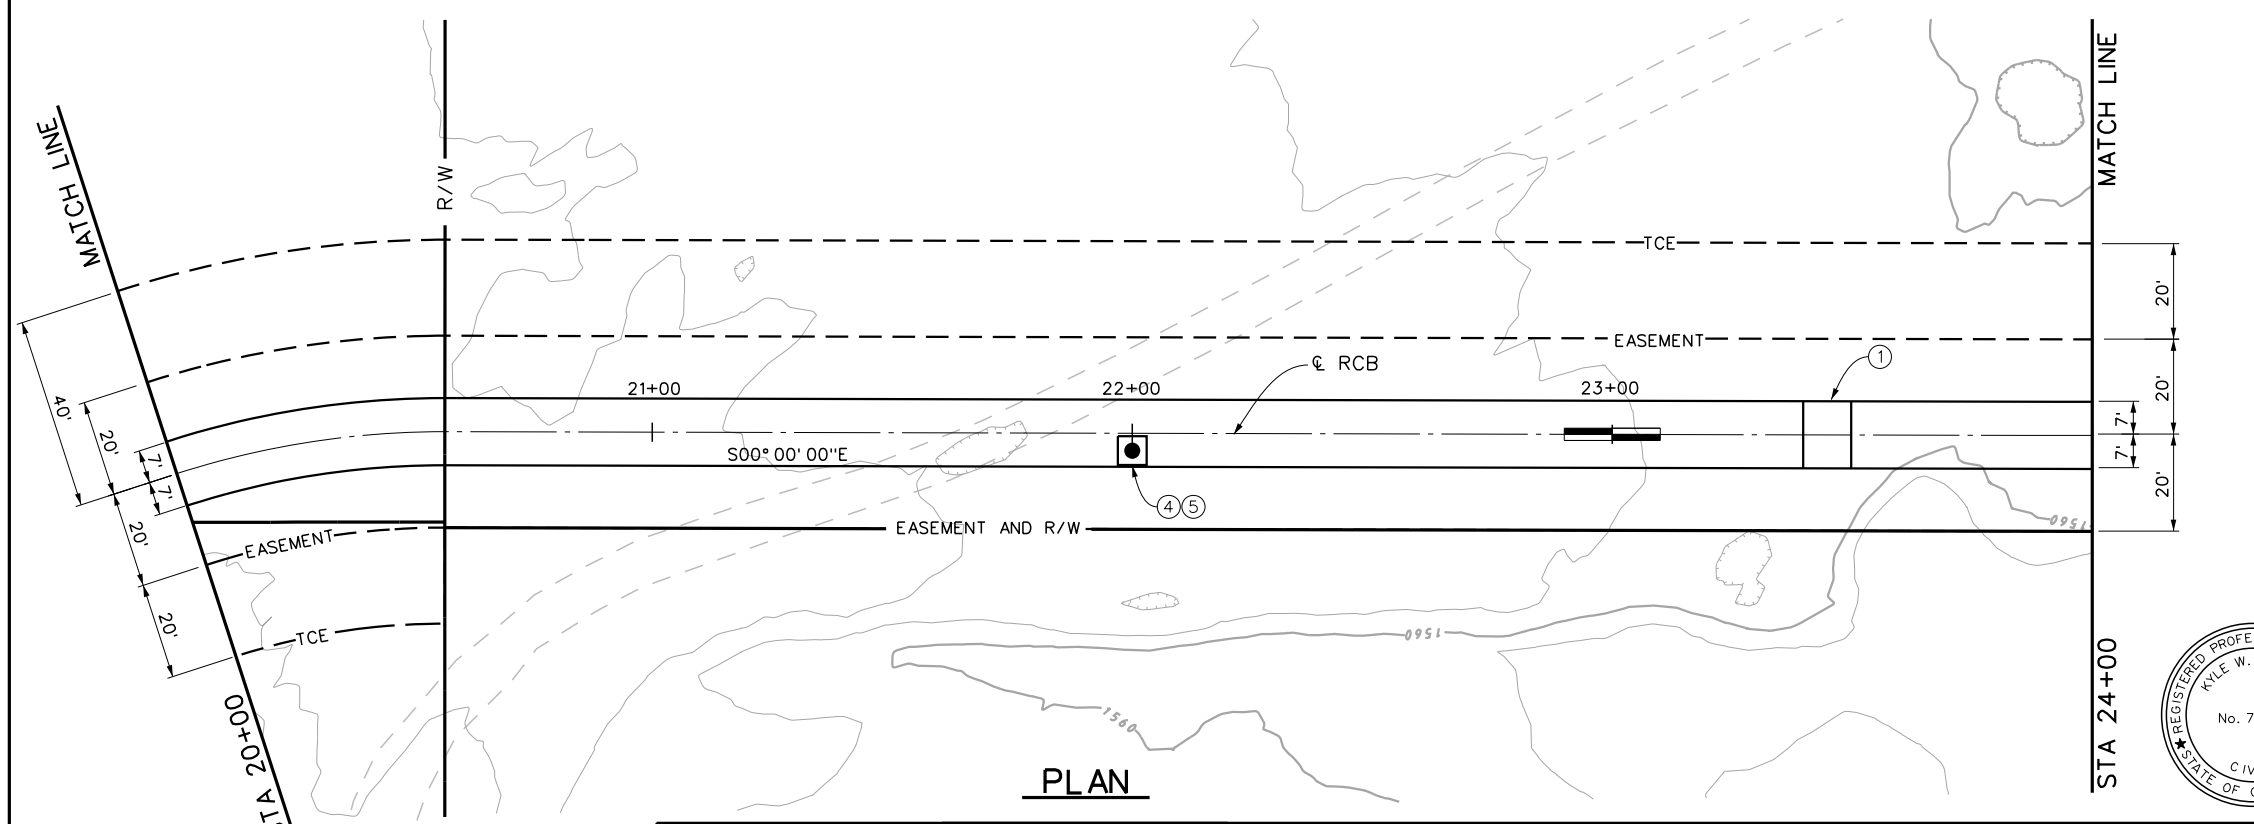 MATCH LINE
STA 20+00
R/W
40'
20'
7'
7'
20'
20'
EASEMENT
TCE
TCE
EASEMENT
℄ RCB
21+00
22+00
23+00
1
S00°00'00"E
4 5
EASEMENT AND R/W
1560
1560
1560
PLAN
MATCH LINE
STA 24+00
20'
20'
7'
7'
20'
REGISTERED PROFE
KYLE W.
No. 7
CIV
STATE OF